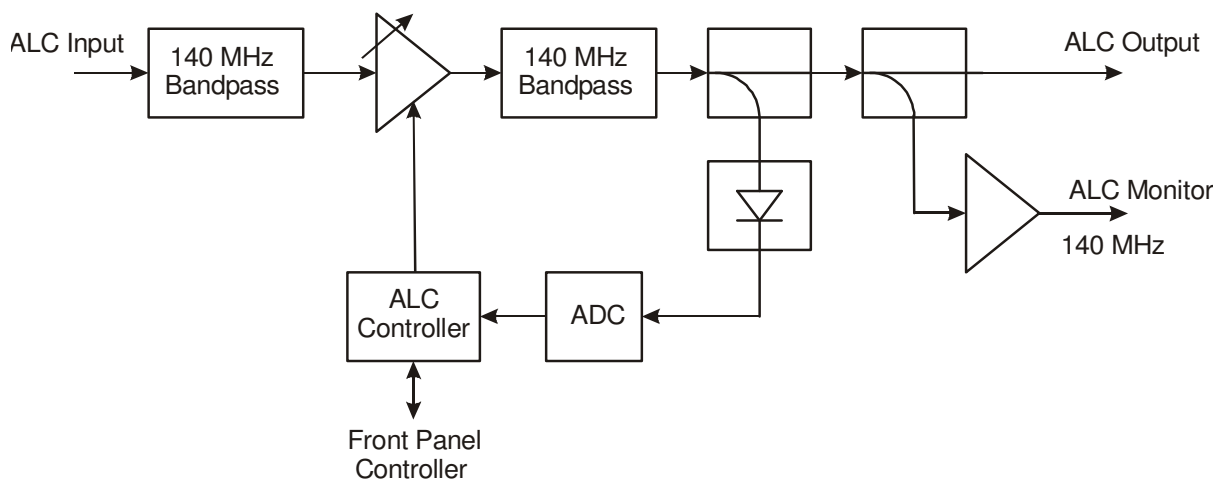 ALC Input
140 MHz
Bandpass
140 MHz
Bandpass
ALC Output
ALC Monitor
140 MHz
ALC
Controller
ADC
Front Panel
Controller